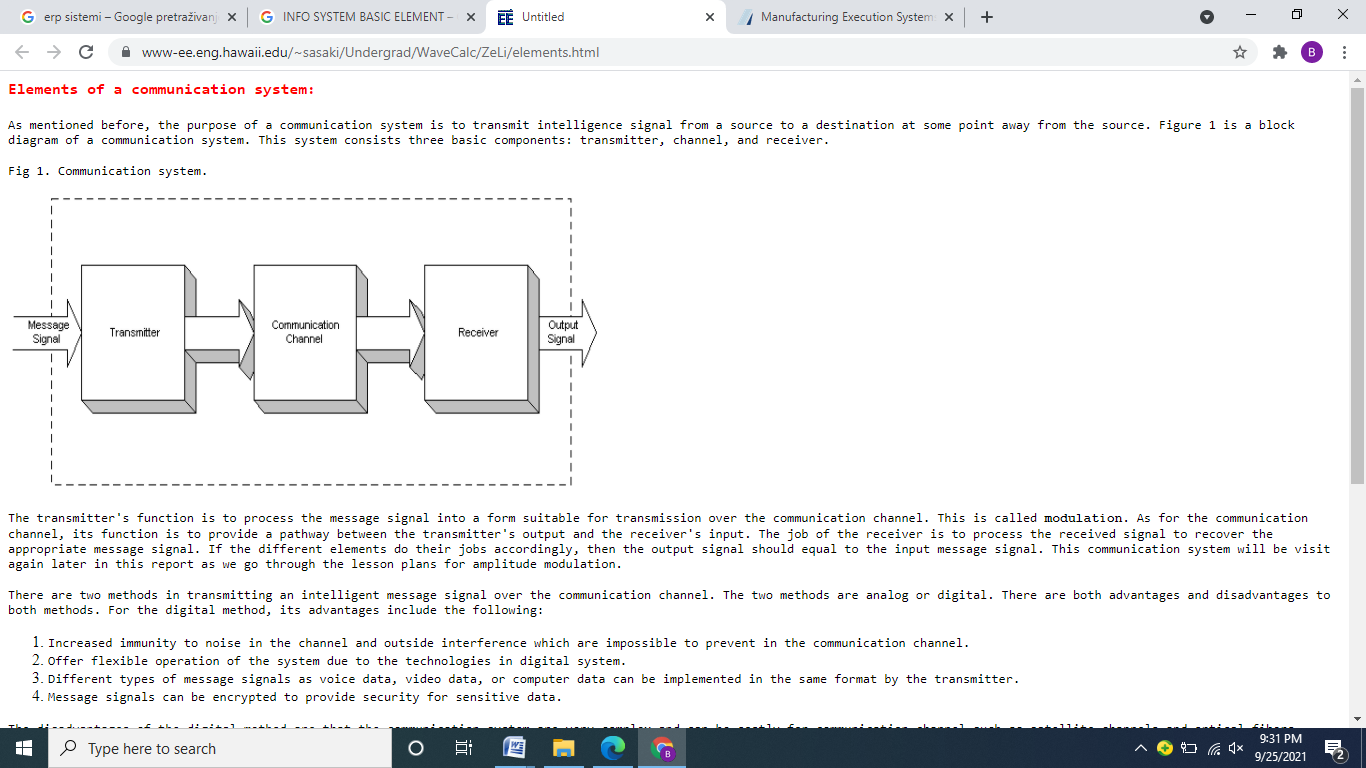 erp sistemi – Google pretraživanj
INFO SYSTEM BASIC ELEMENT –
Untitled
Manufacturing Execution System
www-ee.eng.hawaii.edu/~sasaki/Undergrad/WaveCalc/ZeLi/elements.html
B
Elements of a communication system:
As mentioned before, the purpose of a communication system is to transmit intelligence signal from a source to a destination at some point away from the source. Figure 1 is a block
diagram of a communication system. This system consists three basic components: transmitter, channel, and receiver.
Fig 1. Communication system.
Message
Signal
Transmitter
Communication
Channel
Receiver
Output
Signal
The transmitter's function is to process the message signal into a form suitable for transmission over the communication channel. This is called modulation. As for the communication
channel, its function is to provide a pathway between the transmitter's output and the receiver's input. The job of the receiver is to process the received signal to recover the
appropriate message signal. If the different elements do their jobs accordingly, then the output signal should equal to the input message signal. This communication system will be visit
again later in this report as we go through the lesson plans for amplitude modulation.
There are two methods in transmitting an intelligent message signal over the communication channel. The two methods are analog or digital. There are both advantages and disadvantages to
both methods. For the digital method, its advantages include the following:
1. Increased immunity to noise in the channel and outside interference which are impossible to prevent in the communication channel.
2. Offer flexible operation of the system due to the technologies in digital system.
3. Different types of message signals as voice data, video data, or computer data can be implemented in the same format by the transmitter.
4. Message signals can be encrypted to provide security for sensitive data.
Type here to search
9:31 PM
9/25/2021
2